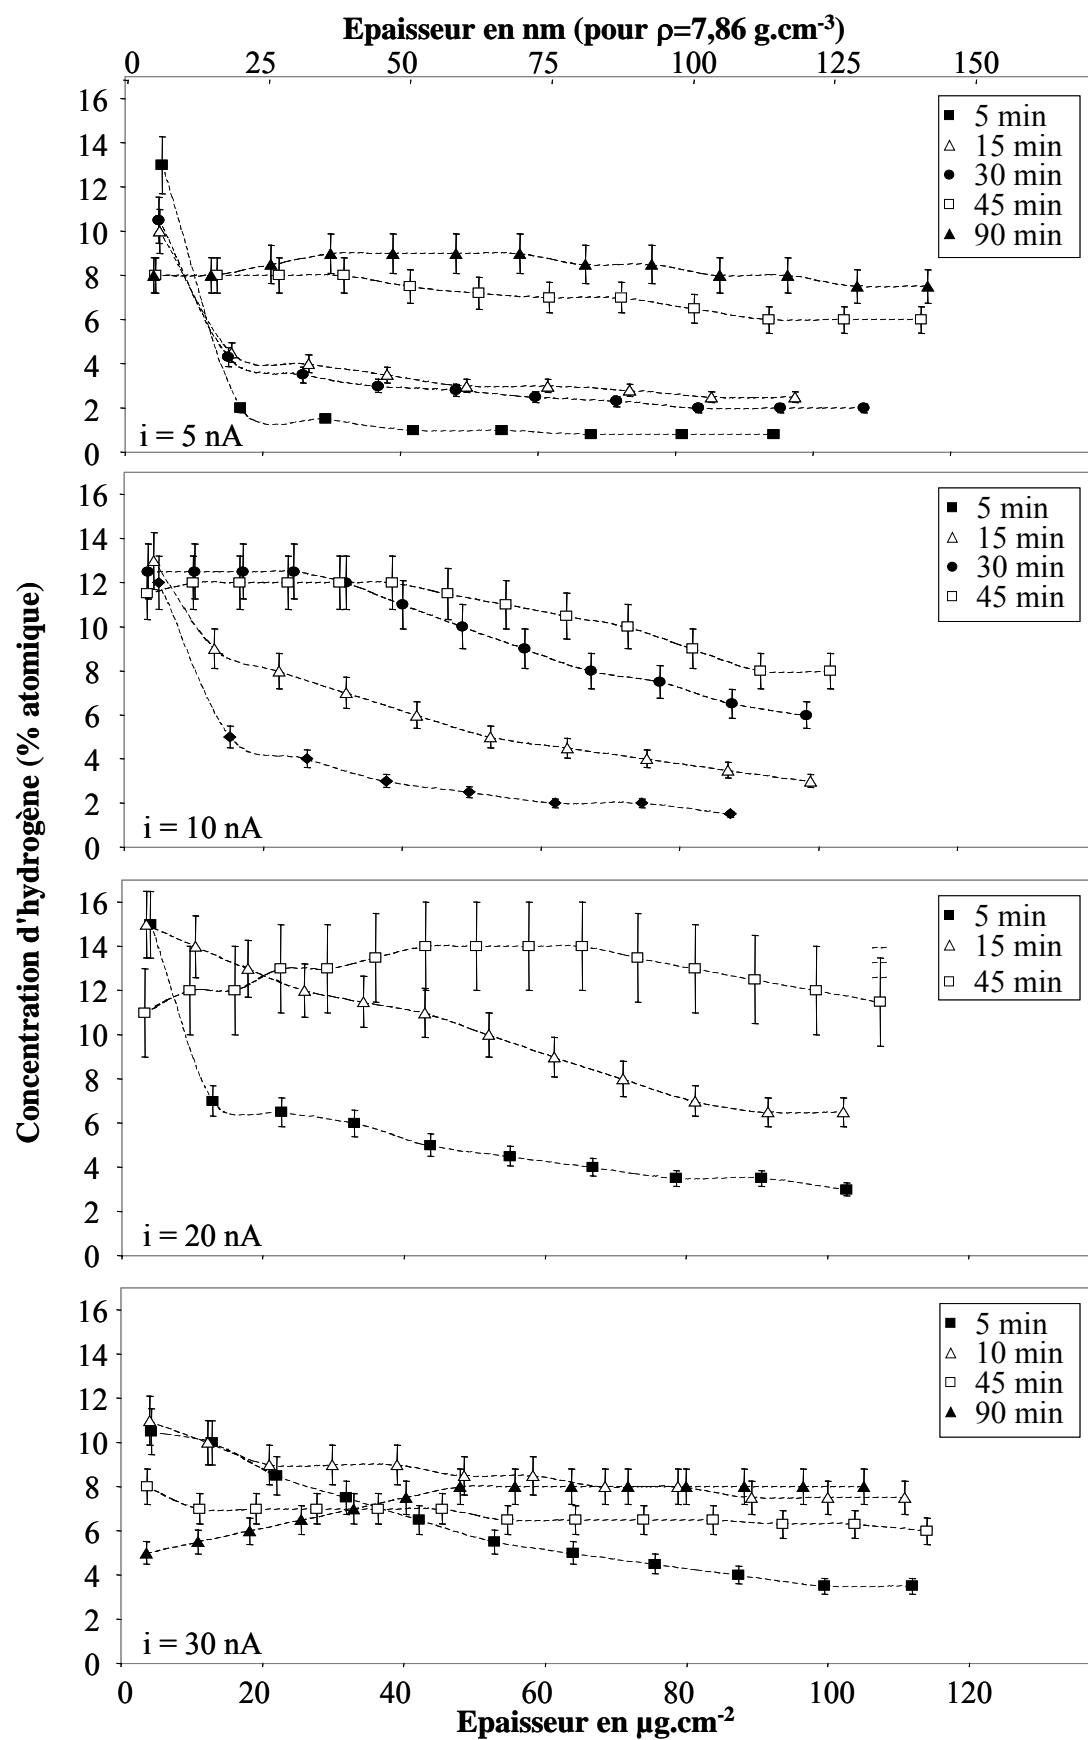 Epaisseur en nm (pour ρ=7,86 g.cm-3)
0 25 50 75 100 125 150
Concentration d'hydrogène (% atomique)
16
14
12
10
8
6
4
2
0
5 min
15 min
30 min
45 min
90 min
i = 5 nA
16
14
12
10
8
6
4
2
0
5 min
15 min
30 min
45 min
i = 10 nA
16
14
12
10
8
6
4
2
0
5 min
15 min
45 min
i = 20 nA
16
14
12
10
8
6
4
2
0
5 min
10 min
45 min
90 min
i = 30 nA
0 20 40 60 80 100 120
Epaisseur en µg.cm-2